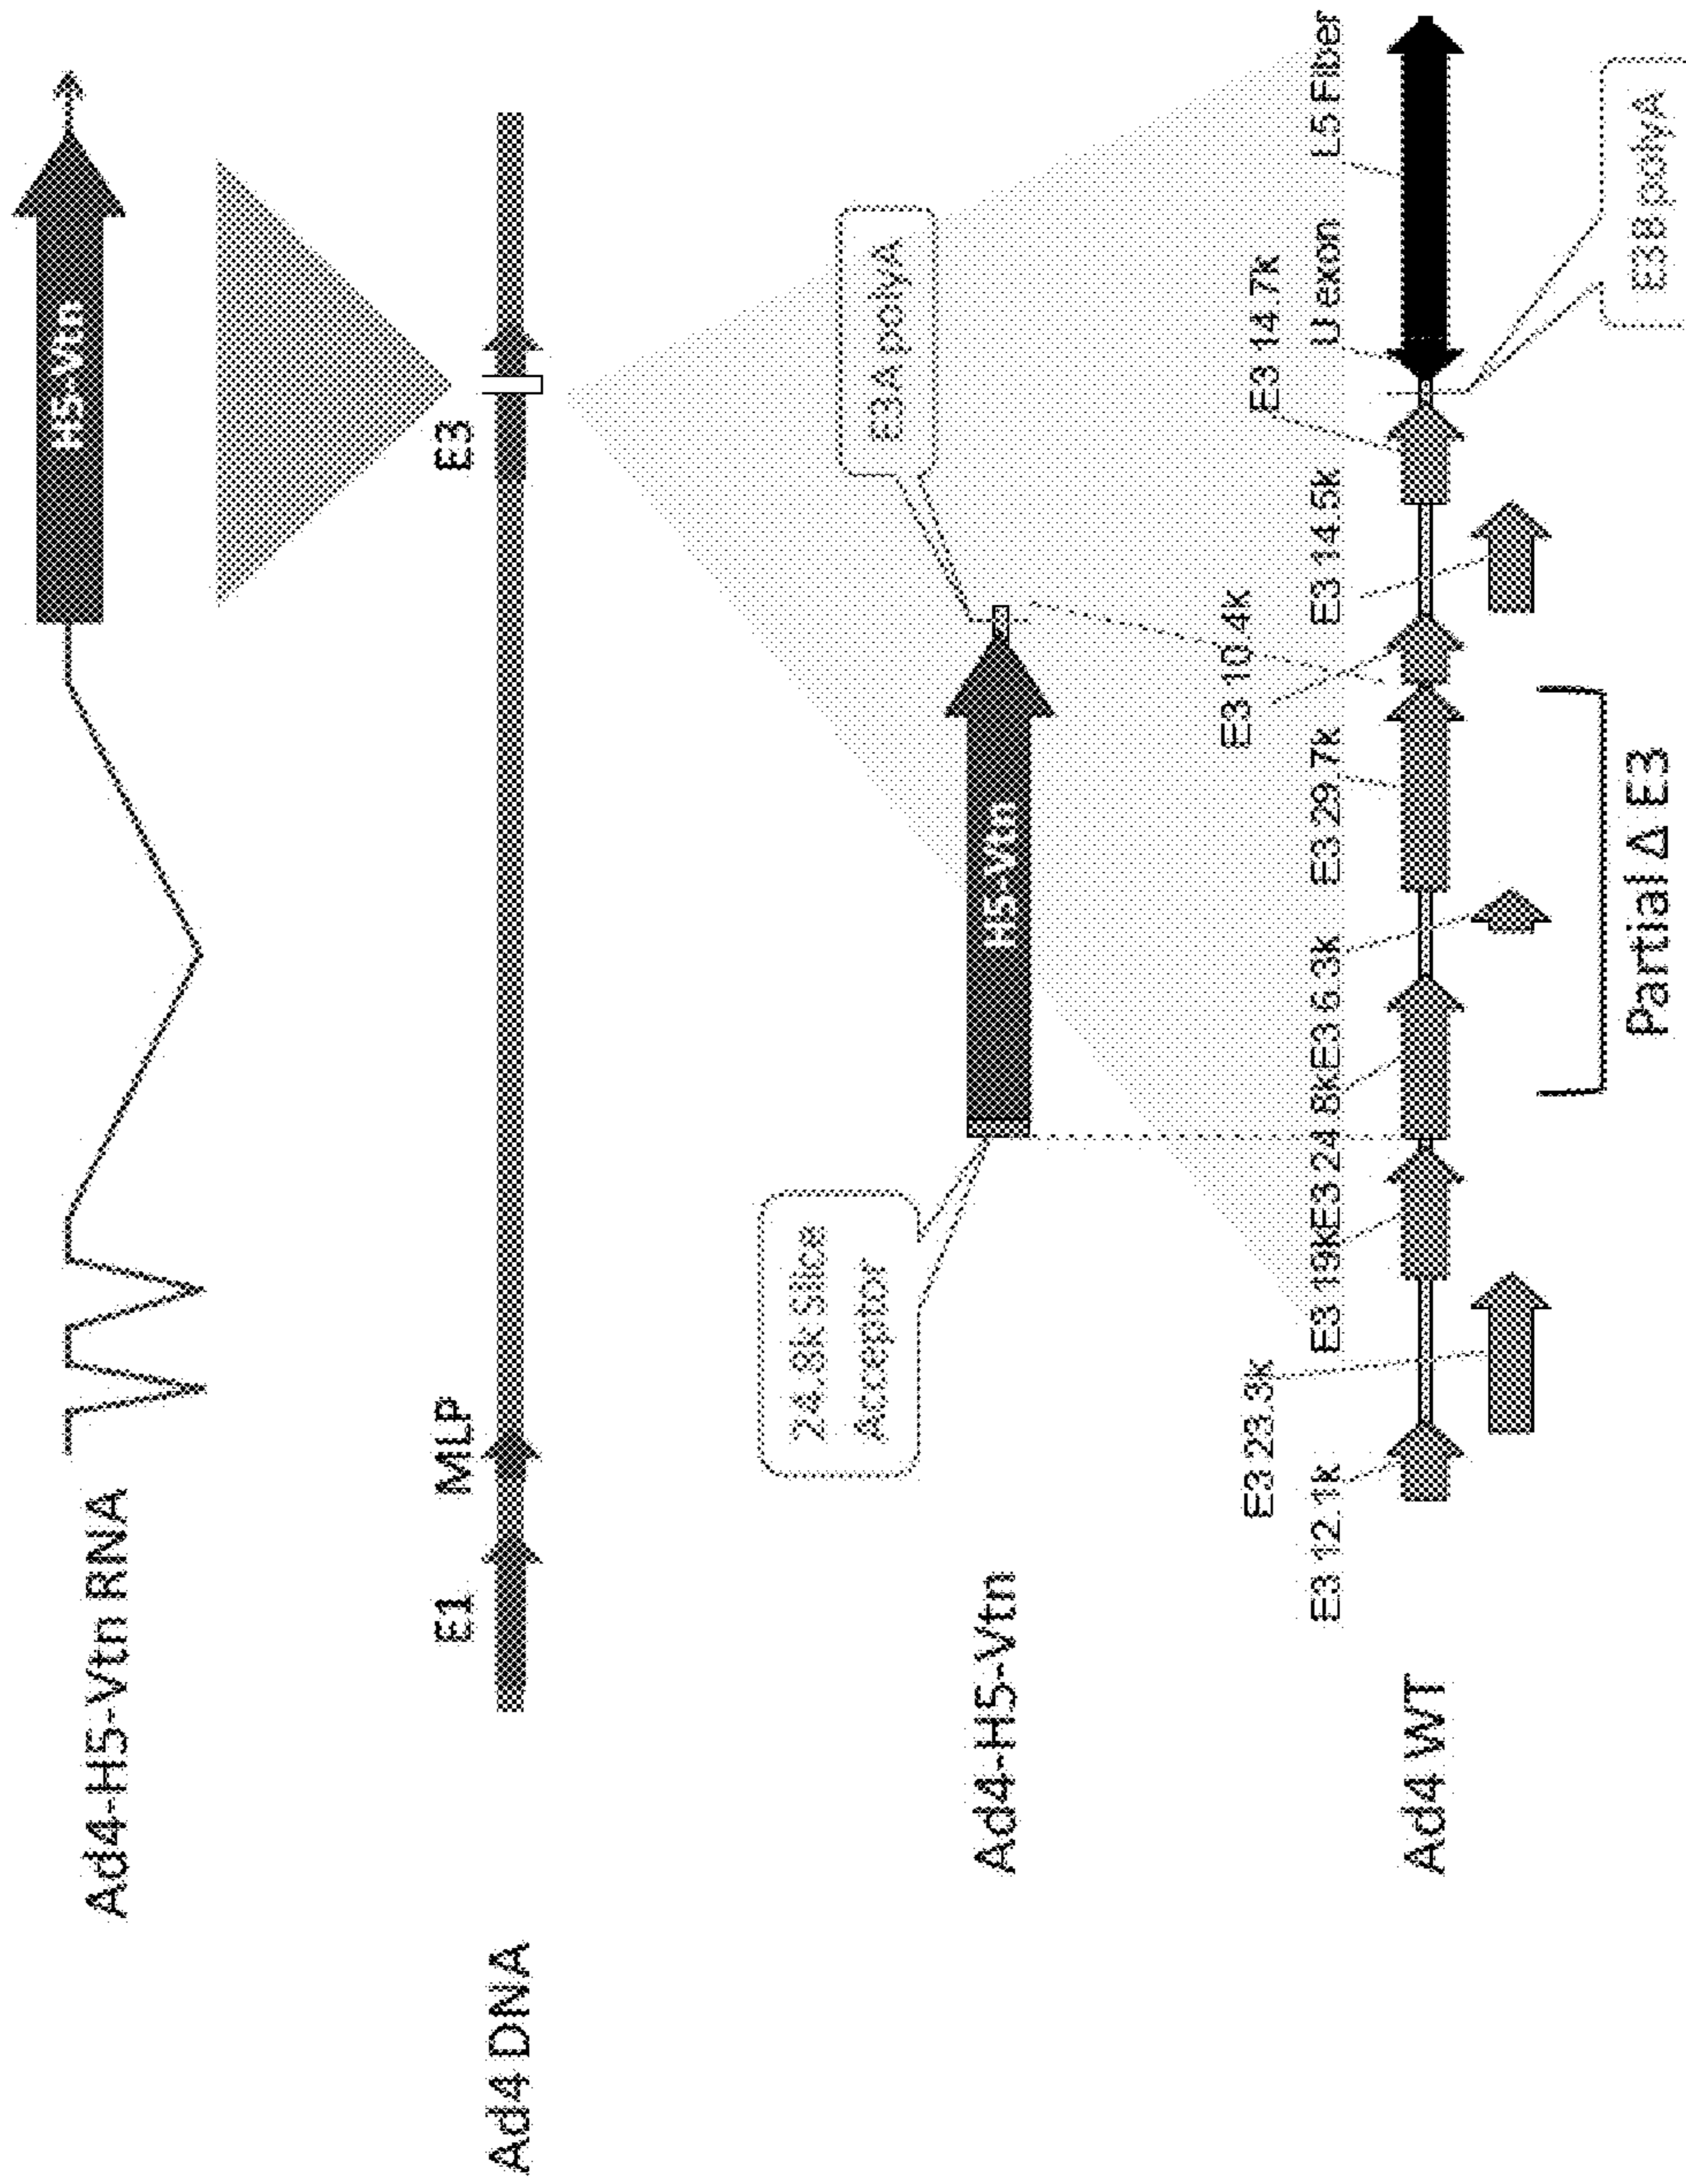 Ad4-H5-Vtn RNA
H5-Vtn
Ad4 DNA
E1
MLP
E3
24.8k Slice
Acceptor
E3A polyA
Ad4-H5-Vtn
H5-Vtn
E3 23.3k
E3 10.4k
E3 14.7k
E3 12.1k
E3 19k
E3 24.8k
E3 6.3k
E3 29.7k
E3 14.5k
U exon
L5 Fiber
Ad4 WT
E3B polyA
Partial Δ E3